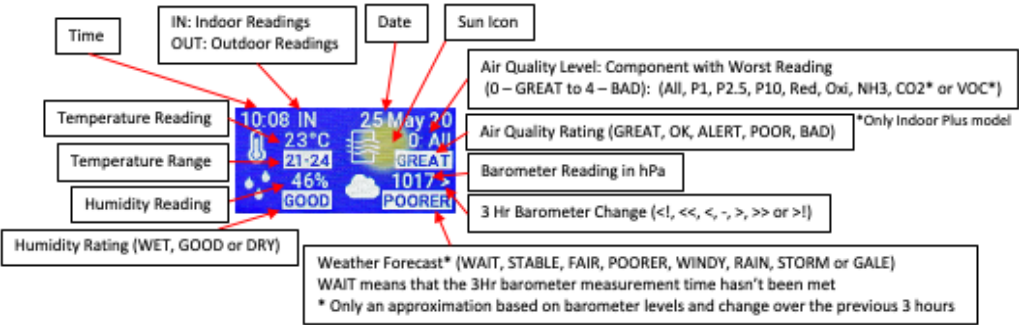 Time
IN: Indoor Readings
OUT: Outdoor Readings
Date
Sun Icon
Air Quality Level: Component with Worst Reading
(0 – GREAT to 4 – BAD): (All, P1, P2.5, P10, Red, Oxi, NH3, CO2* or VOC*)
*Only Indoor Plus model
Air Quality Rating (GREAT, OK, ALERT, POOR, BAD)
Barometer Reading in hPa
3 Hr Barometer Change (<!, <<, <, -, >, >> or >!)
Temperature Reading
Temperature Range
Humidity Reading
Humidity Rating (WET, GOOD or DRY)
10:08 IN 25 May 20
23°C 0: All
21-24 GREAT
46% 1017 >
GOOD POORER
Weather Forecast* (WAIT, STABLE, FAIR, POORER, WINDY, RAIN, STORM or GALE)
WAIT means that the 3Hr barometer measurement time hasn't been met
* Only an approximation based on barometer levels and change over the previous 3 hours